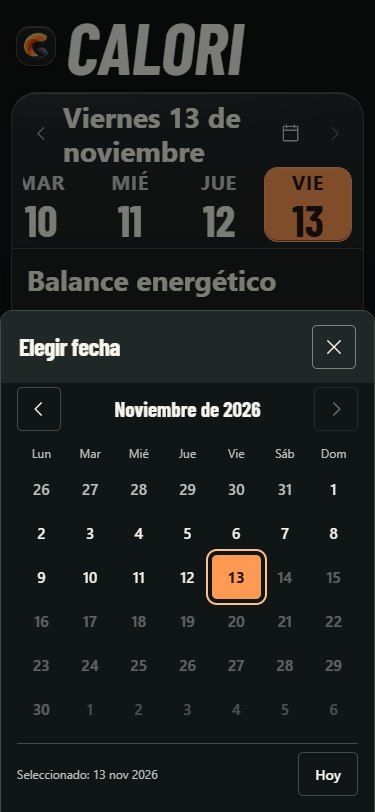 CALORI
Viernes 13 de
noviembre
MAR MIÉ JUE VIE
10 11 12 13
Balance energético
Elegir fecha
Noviembre de 2026
Lun Mar Mié Jue Vie Sáb Dom
26 27 28 29 30 31 1
2 3 4 5 6 7 8
9 10 11 12 13 14 15
16 17 18 19 20 21 22
23 24 25 26 27 28 29
30 1 2 3 4 5 6
Seleccionado: 13 nov 2026 Hoy